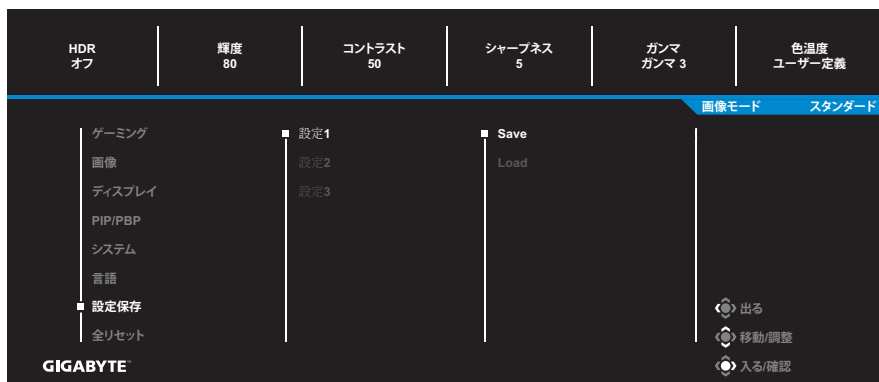 HDR
オフ
輝度
80
コントラスト
50
シャープネス
5
ガンマ
ガンマ 3
色温度
ユーザー定義
画像モード スタンダード
ゲーミング
画像
ディスプレイ
PIP/PBP
システム
言語
設定保存
全リセット
設定1
設定2
設定3
Save
Load
出る
移動/調整
入る/確認
GIGABYTE™